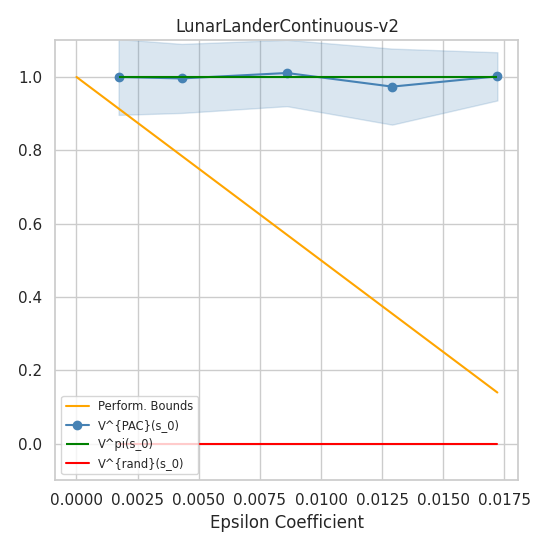 LunarLanderContinuous-v2
1.0
0.8
0.6
0.4
0.2
0.0
Perform. Bounds
V^{PAC}(s_0)
V^pi(s_0)
V^{rand}(s_0)
0.0000 0.0025 0.0050 0.0075 0.0100 0.0125 0.0150 0.0175
Epsilon Coefficient